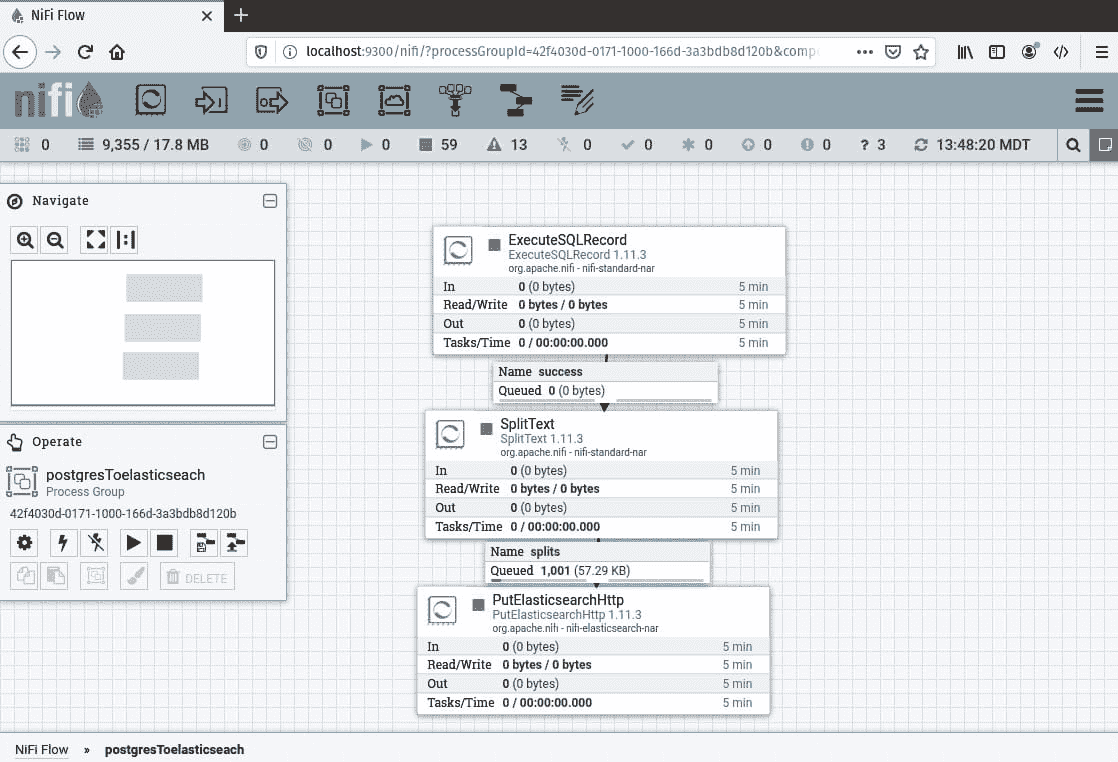 NiFi Flow
localhost:9300/nifi/?processGroupId=42f4030d-0171-1000-166d-3a3bdb8d120b&compo
nifi
0 9,355 / 17.8 MB 0 0 0 59 13 0 0 0 0 0 ? 3 13:48:20 MDT
Navigate
ExecuteSQLRecord
ExecuteSQLRecord 1.11.3
org.apache.nifi - nifi-standard-nar
In 0 (0 bytes) 5 min
Read/Write 0 bytes / 0 bytes 5 min
Out 0 (0 bytes) 5 min
Tasks/Time 0 / 00:00:00.000 5 min
Name success
Queued 0 (0 bytes)
SplitText
SplitText 1.11.3
org.apache.nifi - nifi-standard-nar
In 0 (0 bytes) 5 min
Read/Write 0 bytes / 0 bytes 5 min
Out 0 (0 bytes) 5 min
Tasks/Time 0 / 00:00:00.000 5 min
Name splits
Queued 1,001 (57.29 KB)
PutElasticsearchHttp
PutElasticsearchHttp 1.11.3
org.apache.nifi - nifi-elasticsearch-nar
In 0 (0 bytes) 5 min
Read/Write 0 bytes / 0 bytes 5 min
Out 0 (0 bytes) 5 min
Tasks/Time 0 / 00:00:00.000 5 min
Operate
postgresToelasticseach
Process Group
42f4030d-0171-1000-166d-3a3bdb8d120b
DELETE
NiFi Flow » postgresToelasticseach